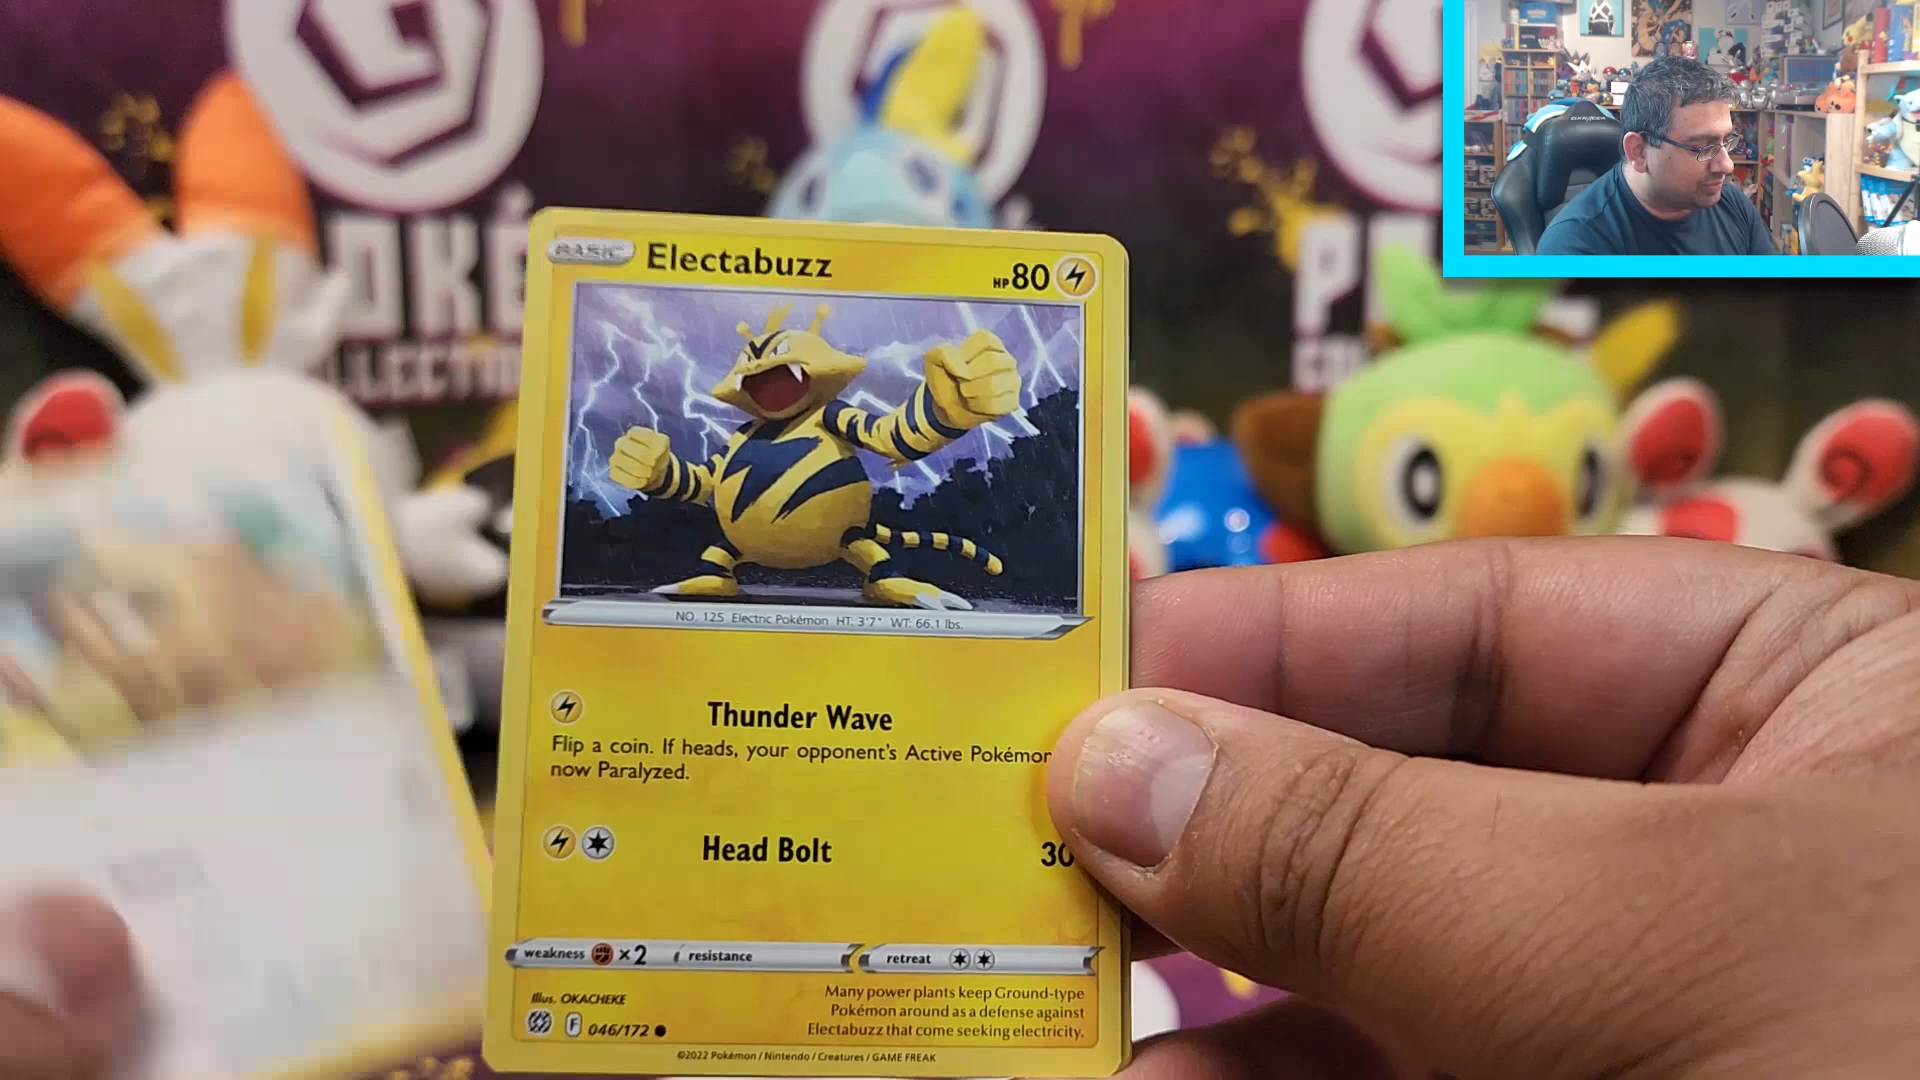 POKÉ
BASIC Electabuzz HP 80
NO. 125 Electric Pokémon HT: 3'7" WT: 66.1 lbs.
Thunder Wave
Flip a coin. If heads, your opponent's Active Pokémon
now Paralyzed.
Head Bolt 30
weakness ×2 resistance retreat
Illus. OKACHEKE
F 046/172
Many power plants keep Ground-type
Pokémon around as a defense against
Electabuzz that come seeking electricity.
©2022 Pokémon / Nintendo / Creatures / GAME FREAK